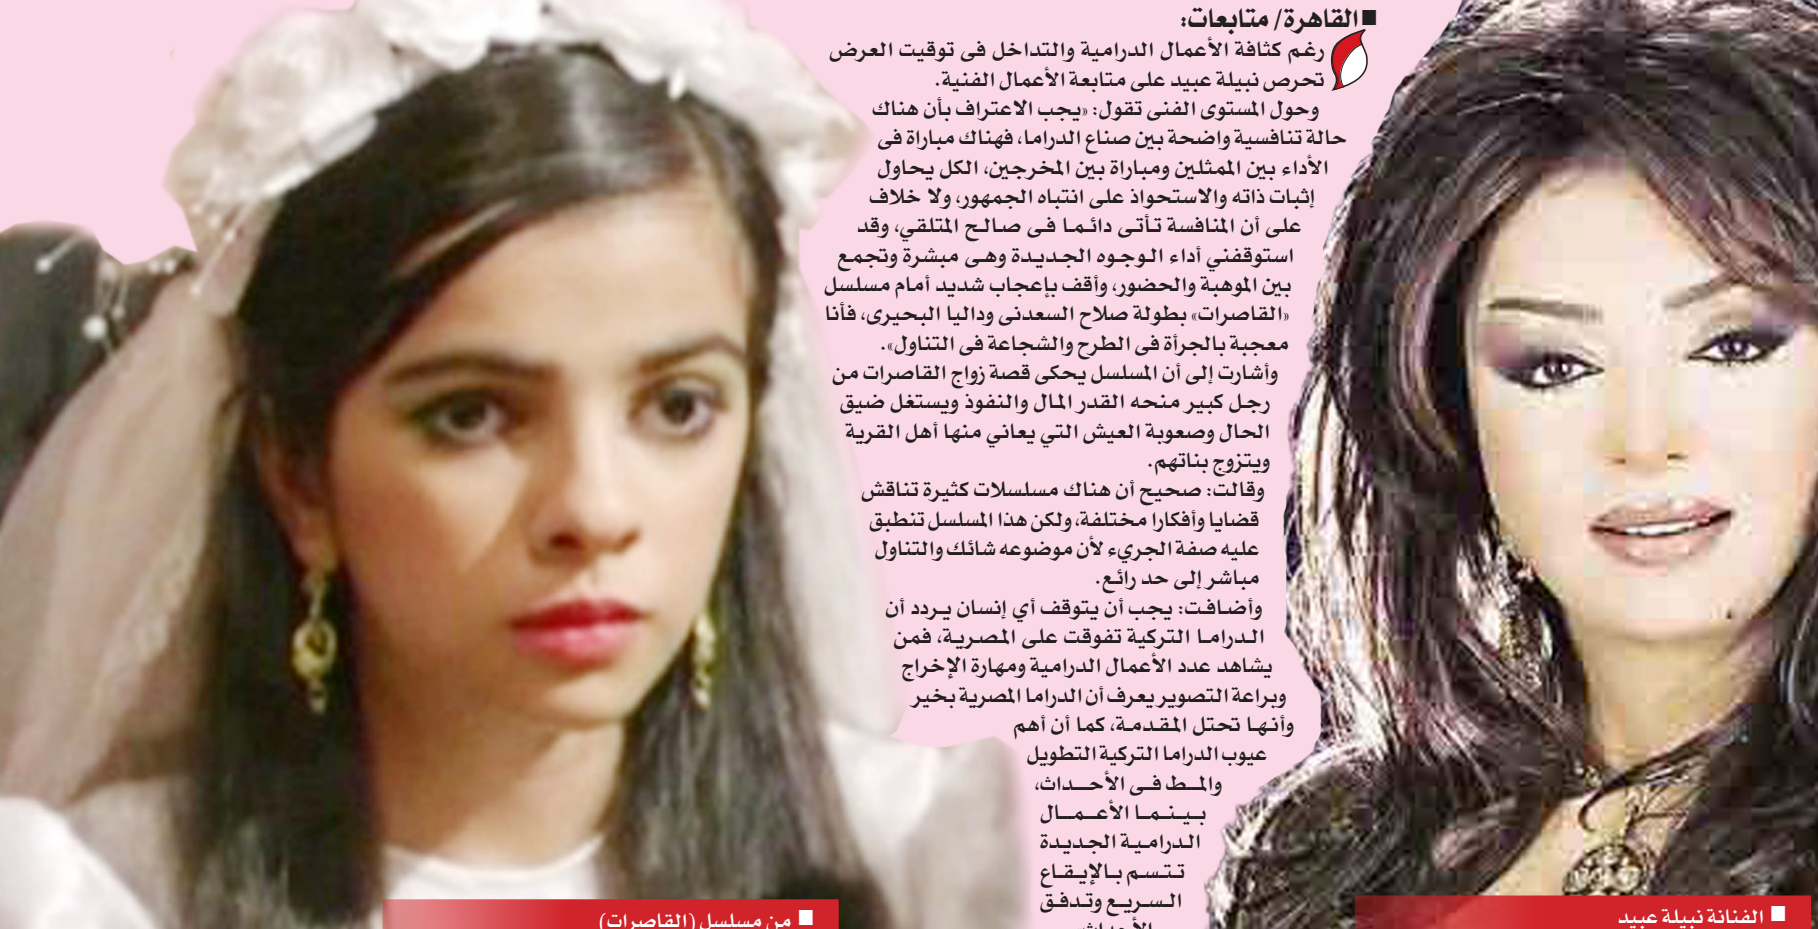 القاهرة/ متابعات:
رغم كثافة الأعمال الدرامية والتداخل فى توقيت العرض
تحرص نبيلة عبيد على متابعة الأعمال الفنية.
وحول المستوى الفنى تقول: «يجب الاعتراف بأن هناك
حالة تنافسية واضحة بين صناع الدراما، فهناك مباراة فى
الأداء بين الممثلين ومباراة بين المخرجين، الكل يحاول
إثبات ذاته والاستحواذ على انتباه الجمهور، ولا خلاف
على أن المنافسة تأتى دائما فى صالح المتلقي، وقد
استوقفني أداء الوجوه الجديدة وهى مبشرة وتجمع
بين الموهبة والحضور، وأقف بإعجاب شديد أمام مسلسل
«القاصرات» بطولة صلاح السعدنى وداليا البحيرى، فأنا
معجبة بالجرأة فى الطرح والشجاعة فى التناول».
وأشارت إلى أن المسلسل يحكى قصة زواج القاصرات من
رجل كبير منحه القدر المال والنفوذ ويستغل ضيق
الحال وصعوبة العيش التي يعاني منها أهل القرية
ويتزوج بناتهم.
وقالت: صحيح أن هناك مسلسلات كثيرة تناقش
قضايا وأفكارا مختلفة، ولكن هذا المسلسل تنطبق
عليه صفة الجريء لأن موضوعه شائك والتناول
مباشر إلى حد رائع.
وأضافت: يجب أن يتوقف أي إنسان يردد أن
الدراما التركية تفوقت على المصرية، فمن
يشاهد عدد الأعمال الدرامية ومهارة الإخراج
وبراعة التصوير يعرف أن الدراما المصرية بخير
وأنها تحتل المقدمة، كما أن أهم
عيوب الدراما التركية التطويل
والمط فى الأحداث،
بينما الأعمال
الدرامية الجديدة
تتسم بالإيقاع
السريع وتدفق
الفنانة نبيلة عبيد
من مسلسل (القاصرات)